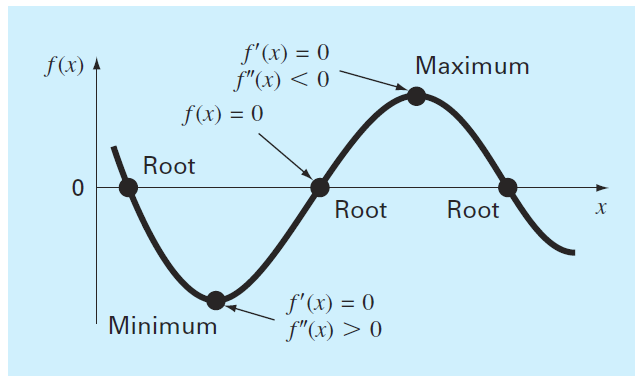 f'(x) = 0
f"(x) < 0
Maximum
f(x)
f(x) = 0
Root
0
Root
Root
x
f'(x) = 0
f"(x) > 0
Minimum